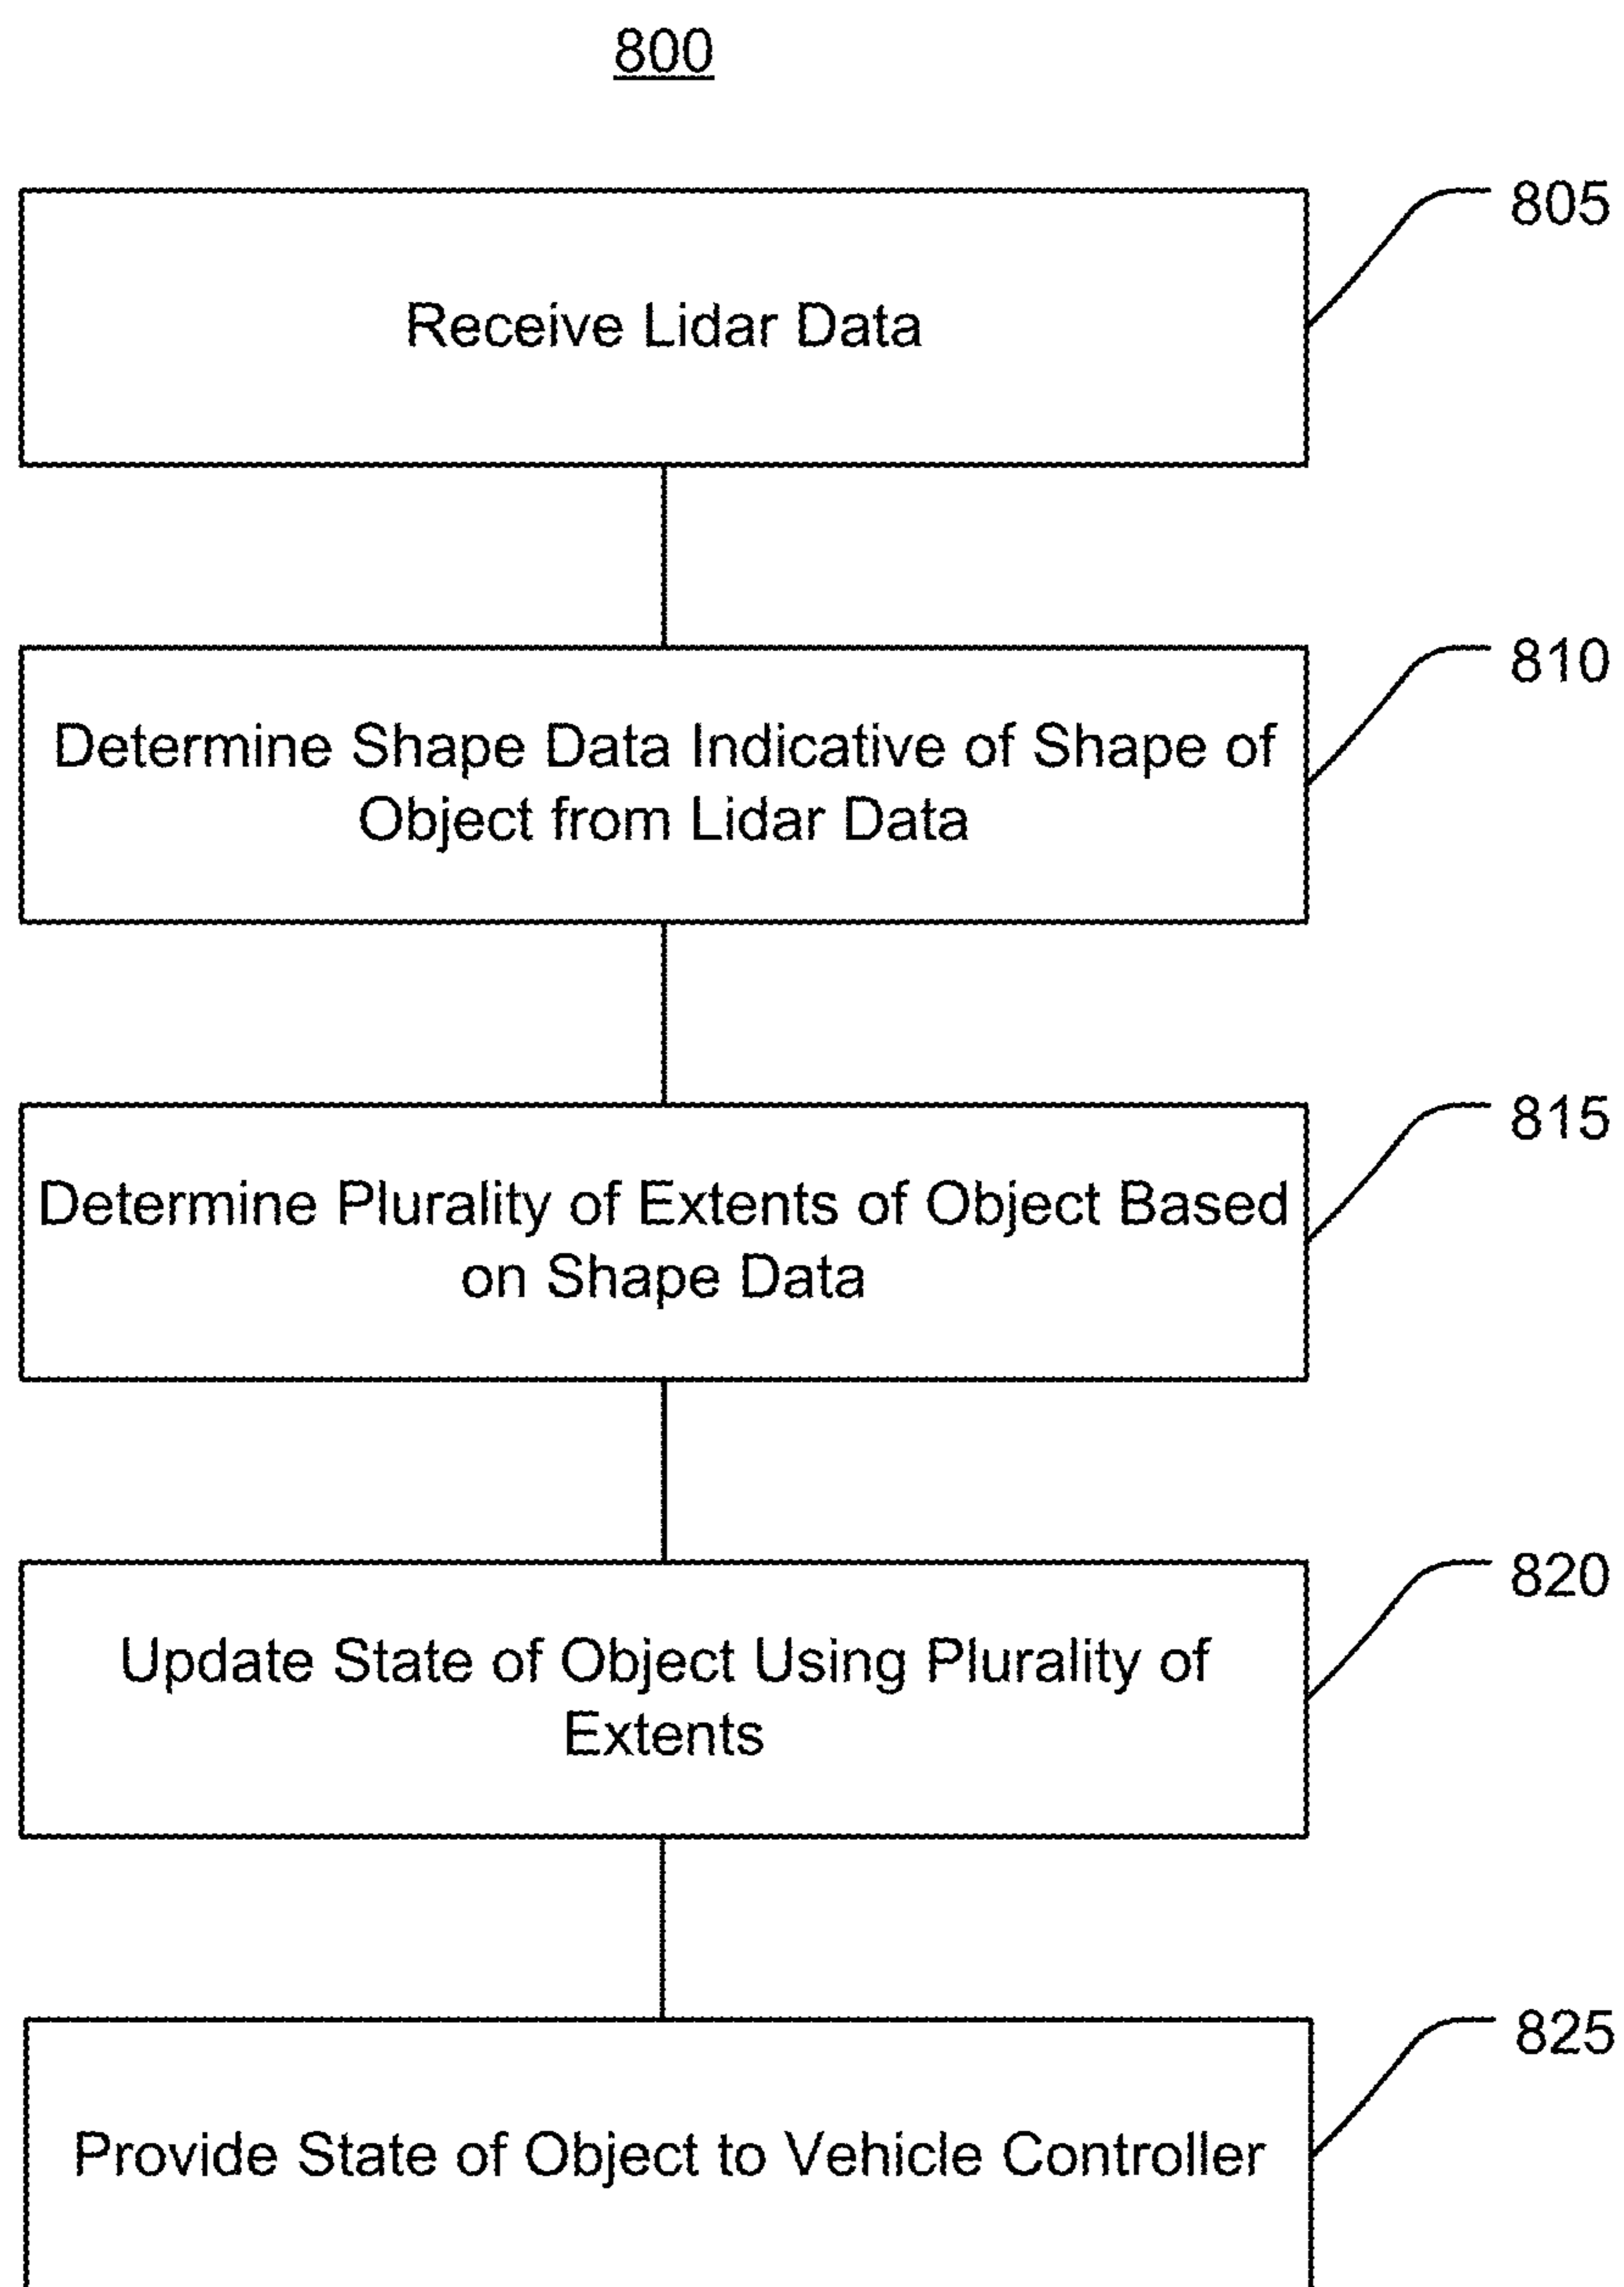 800
805
Receive Lidar Data
810
Determine Shape Data Indicative of Shape of
Object from Lidar Data
815
Determine Plurality of Extents of Object Based
on Shape Data
820
Update State of Object Using Plurality of
Extents
825
Provide State of Object to Vehicle Controller